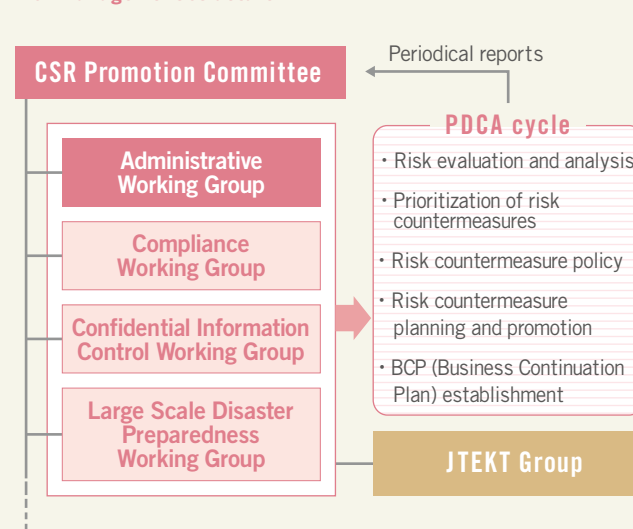 Periodical reports
CSR Promotion Committee
PDCA cycle
Administrative
Working Group
Compliance
Working Group
Confidential Information
Control Working Group
Large Scale Disaster
Preparedness
Working Group
・Risk evaluation and analysis
・Prioritization of risk
countermeasures
・Risk countermeasure policy
・Risk countermeasure
planning and promotion
・BCP (Business Continuation
Plan) establishment
JTEKT Group